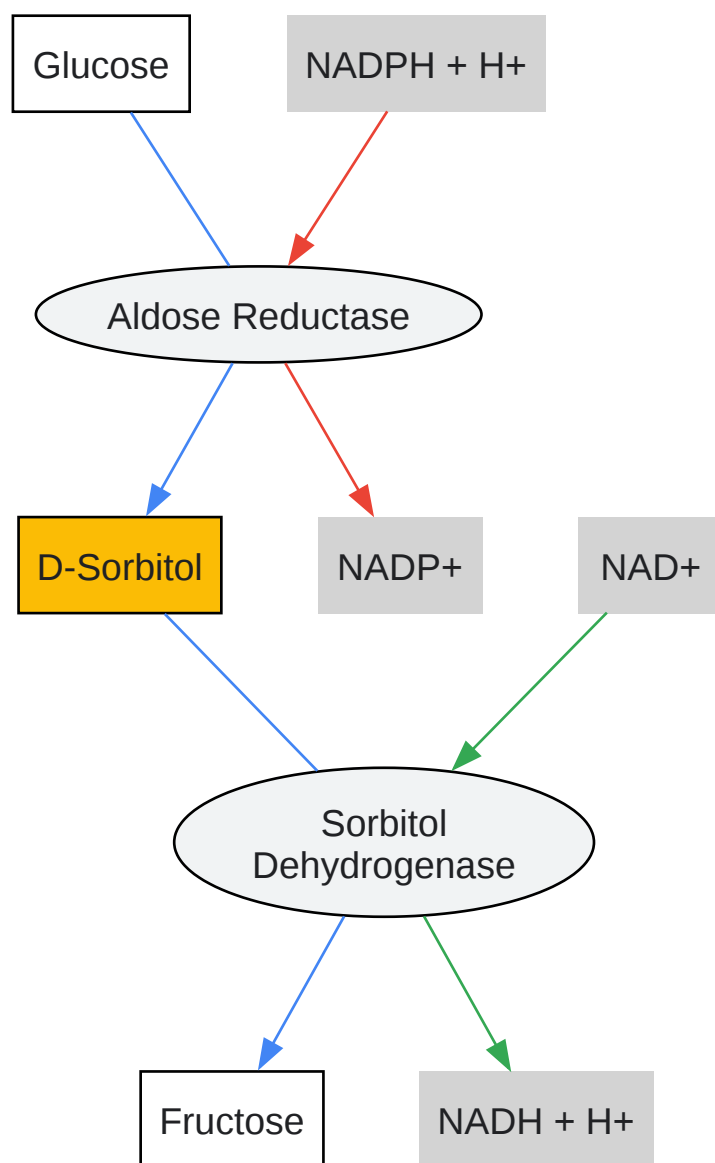 Glucose
NADPH + H+
Aldose Reductase
D-Sorbitol
NADP+
NAD+
Sorbitol
Dehydrogenase
Fructose
NADH + H+